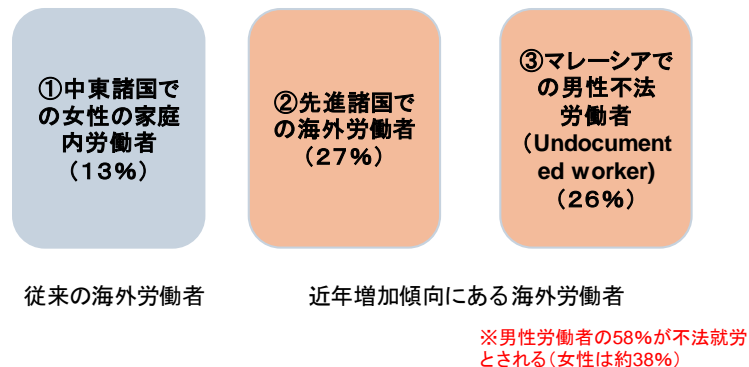 ①中東諸国で
の女性の家庭
内労働者
（１３％）
②先進諸国で
の海外労働者
（２７％）
③マレーシアで
の男性不法
労働者
（Undocument
ed worker)
（２６％）
従来の海外労働者
近年増加傾向にある海外労働者
※男性労働者の58％が不法就労
とされる（女性は約38％）